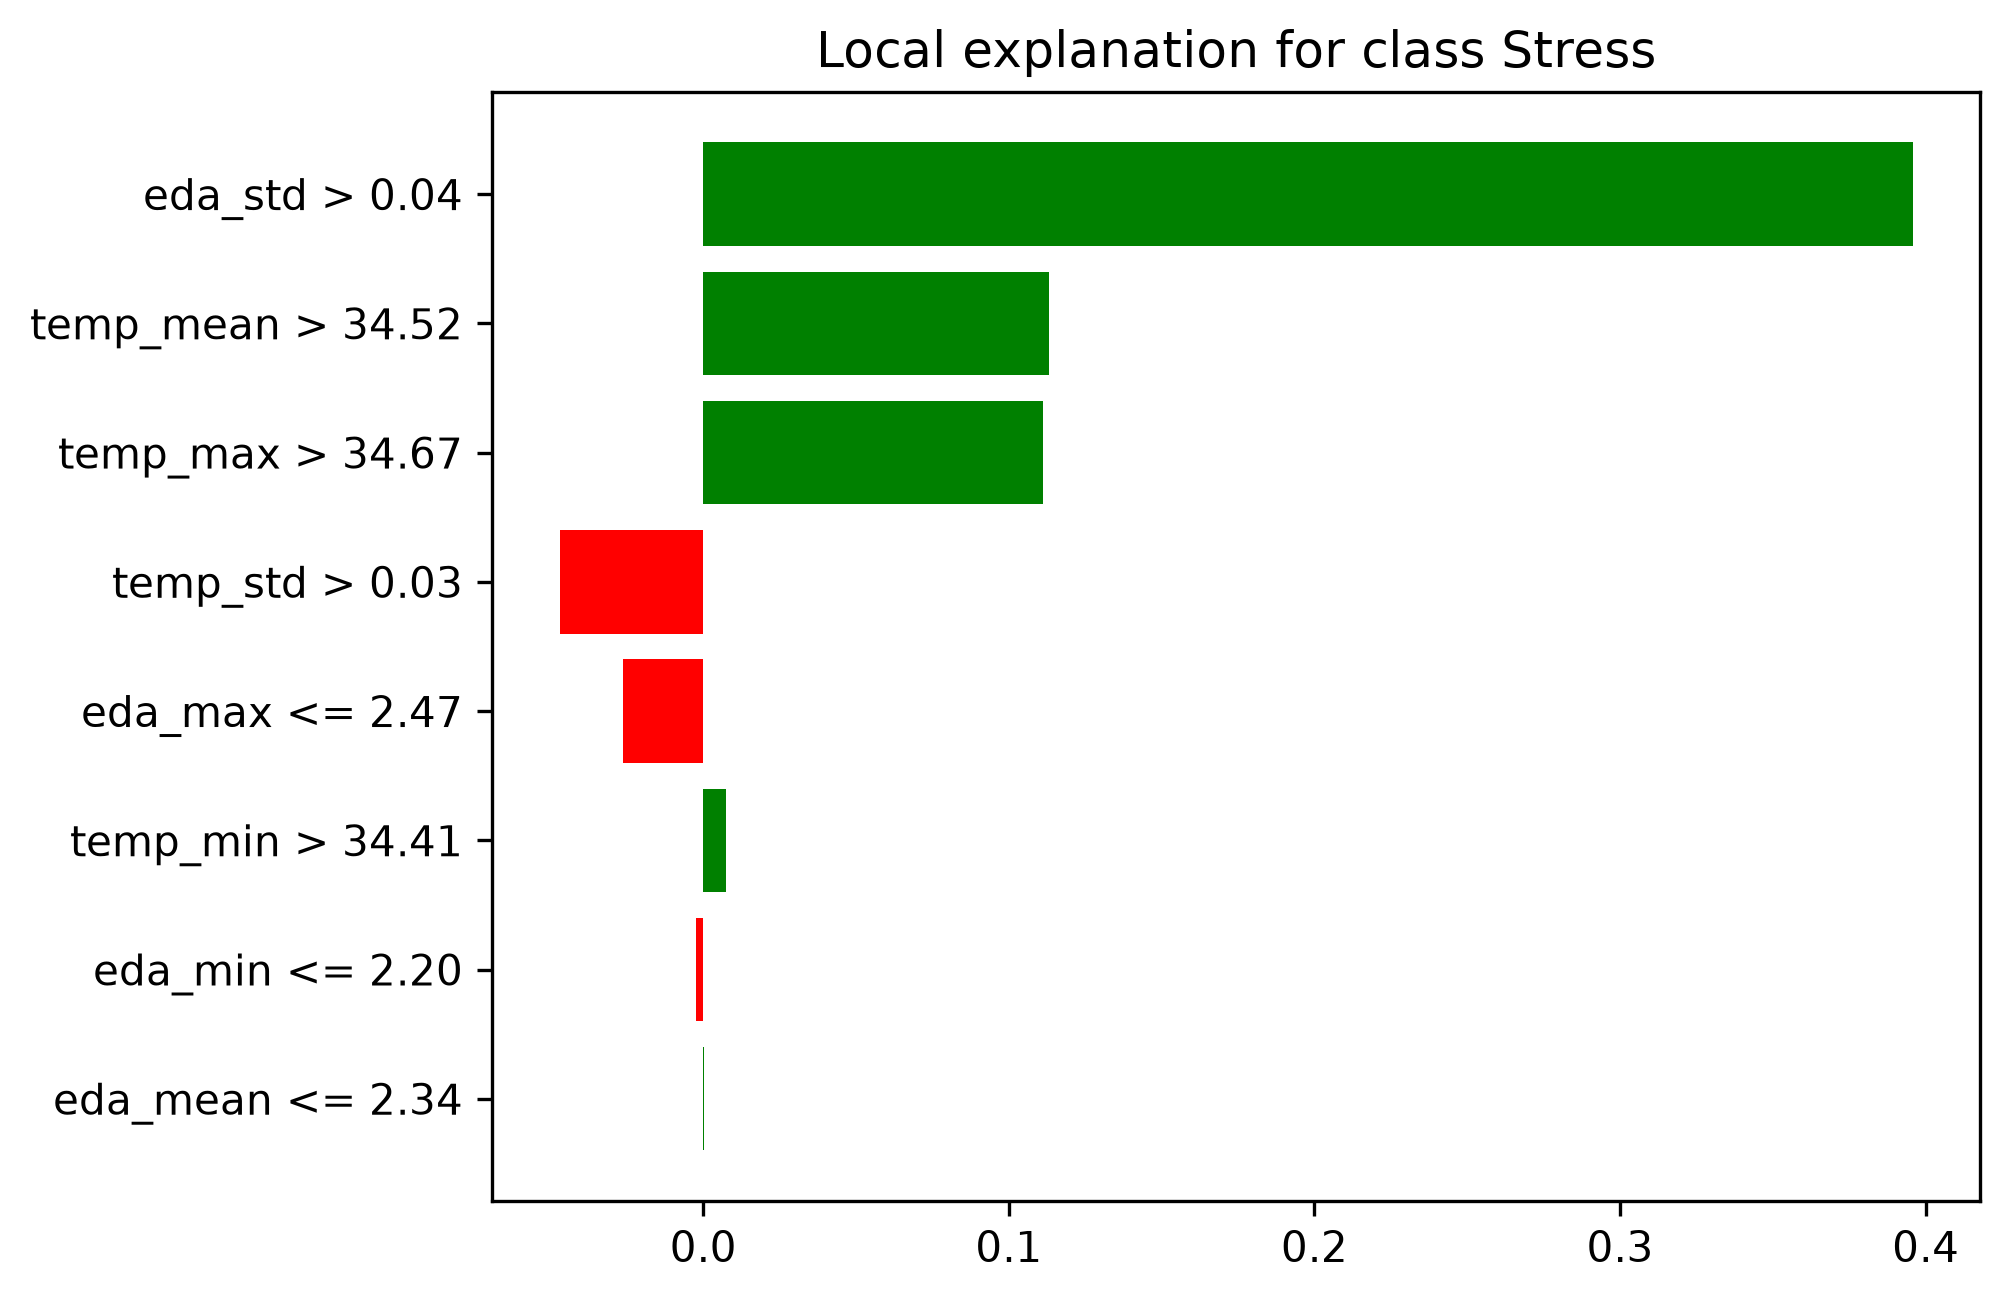 Local explanation for class Stress
eda_std > 0.04
temp_mean > 34.52
temp_max > 34.67
temp_std > 0.03
eda_max <= 2.47
temp_min > 34.41
eda_min <= 2.20
eda_mean <= 2.34
0.0 0.1 0.2 0.3 0.4